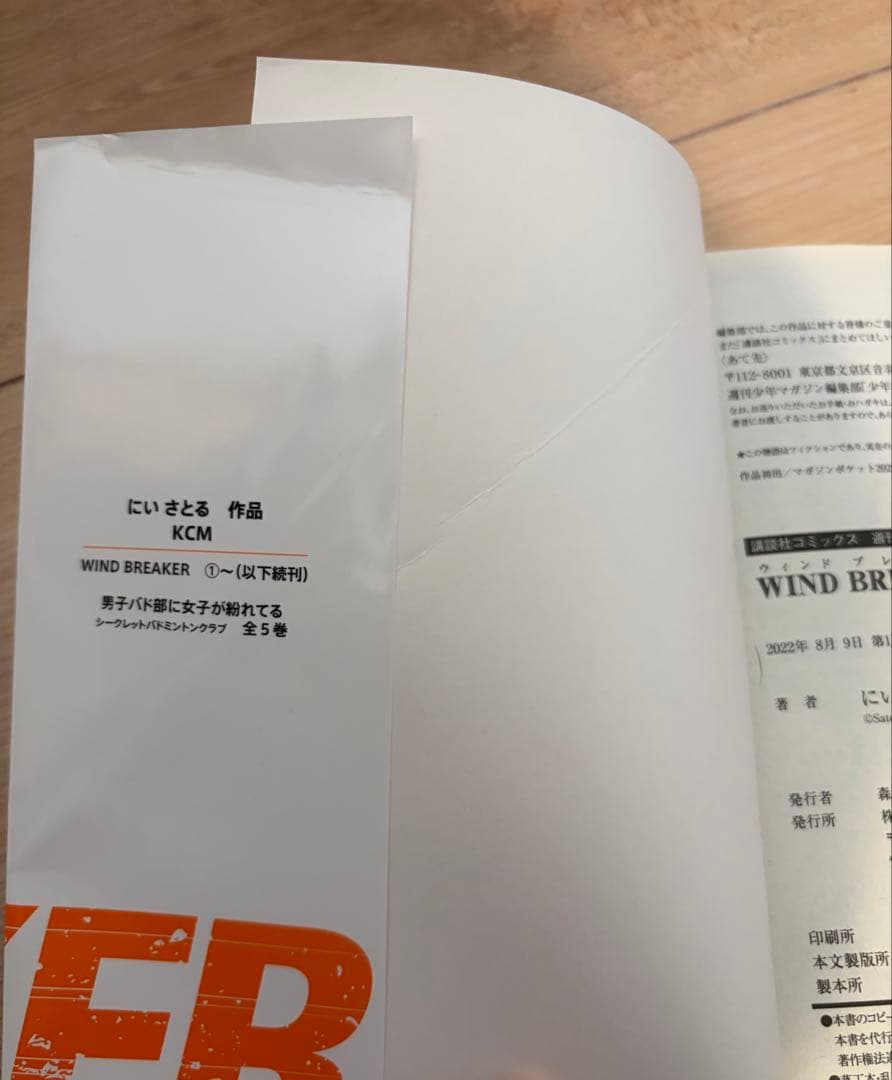 にい さとる 作品
KCM
WIND BREAKER ①〜(以下続刊)
男子バド部に女子が紛れてる
シークレットバドミントンクラブ 全5巻
ER
編集部では、この作品に対する皆様のご意
また「講談社コミックス」にまとめてほしい
〈あて先〉
〒112-8001 東京都文京区音
週刊少年マガジン編集部「少年
なお、お送りいただいたお手紙・おハガキは、
著者にお渡しすることがありますので、あら
★この物語はフィクションであり、実在の
作品初出／マガジンポケット202
講談社コミックス 週
ウィンド ブレ
WIND BRE
2022年 8月 9日 第1
著者 にい
©Sato
発行者 森
発行所 株
印刷所
本文製版所
製本所
●本書のコピー
本書を代行
著作権法違